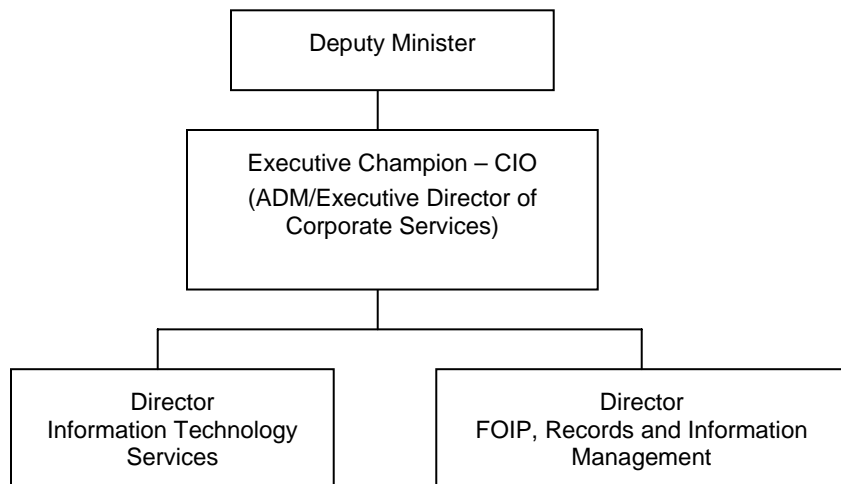 Deputy Minister
Executive Champion – CIO
(ADM/Executive Director of
Corporate Services)
Director
Information Technology
Services
Director
FOIP, Records and Information
Management